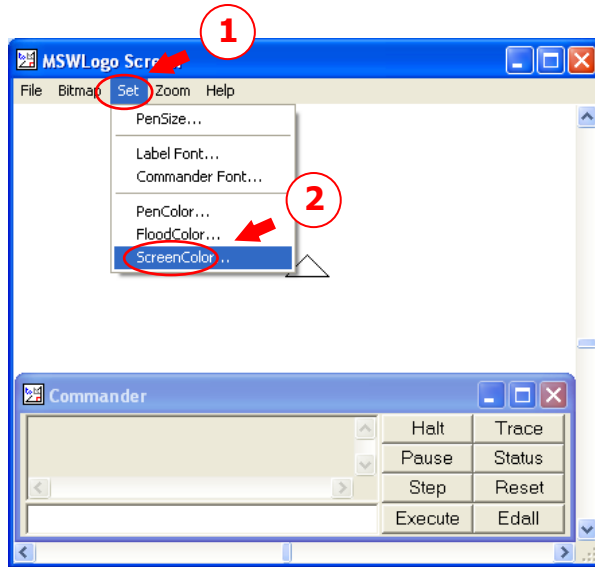 1
MSWLogo Screen
File Bitmap Set Zoom Help
PenSize...
Label Font...
Commander Font...
2
PenColor...
FloodColor...
ScreenColor...
Commander
Halt Trace
Pause Status
Step Reset
Execute Edall